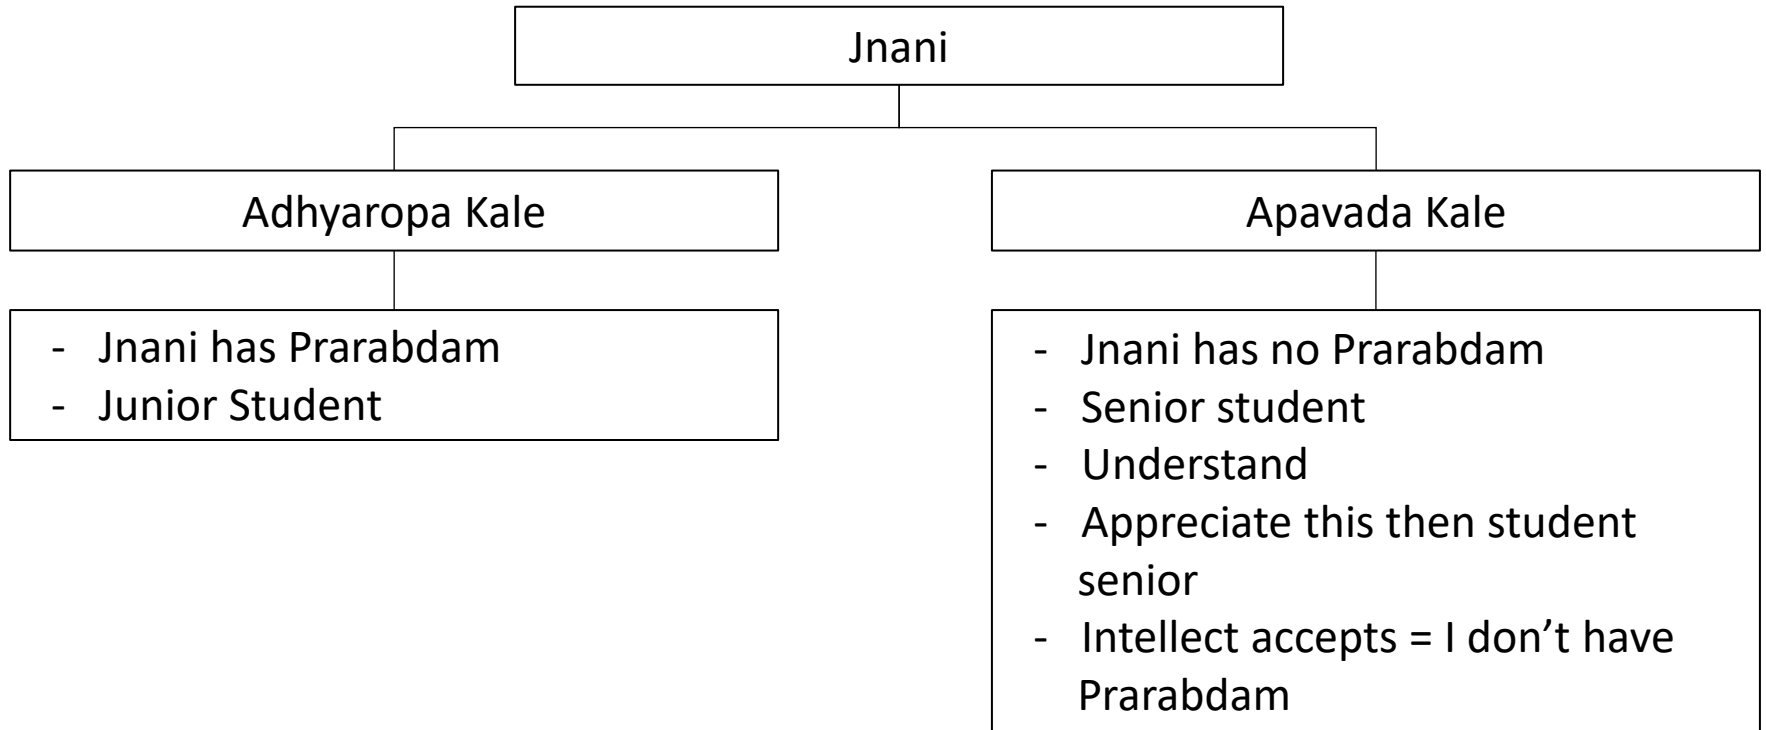 Jnani
Adhyaropa Kale
Apavada Kale
- Jnani has Prarabdam
- Junior Student
- Jnani has no Prarabdam
- Senior student
- Understand
- Appreciate this then student
senior
- Intellect accepts = I don’t have
Prarabdam